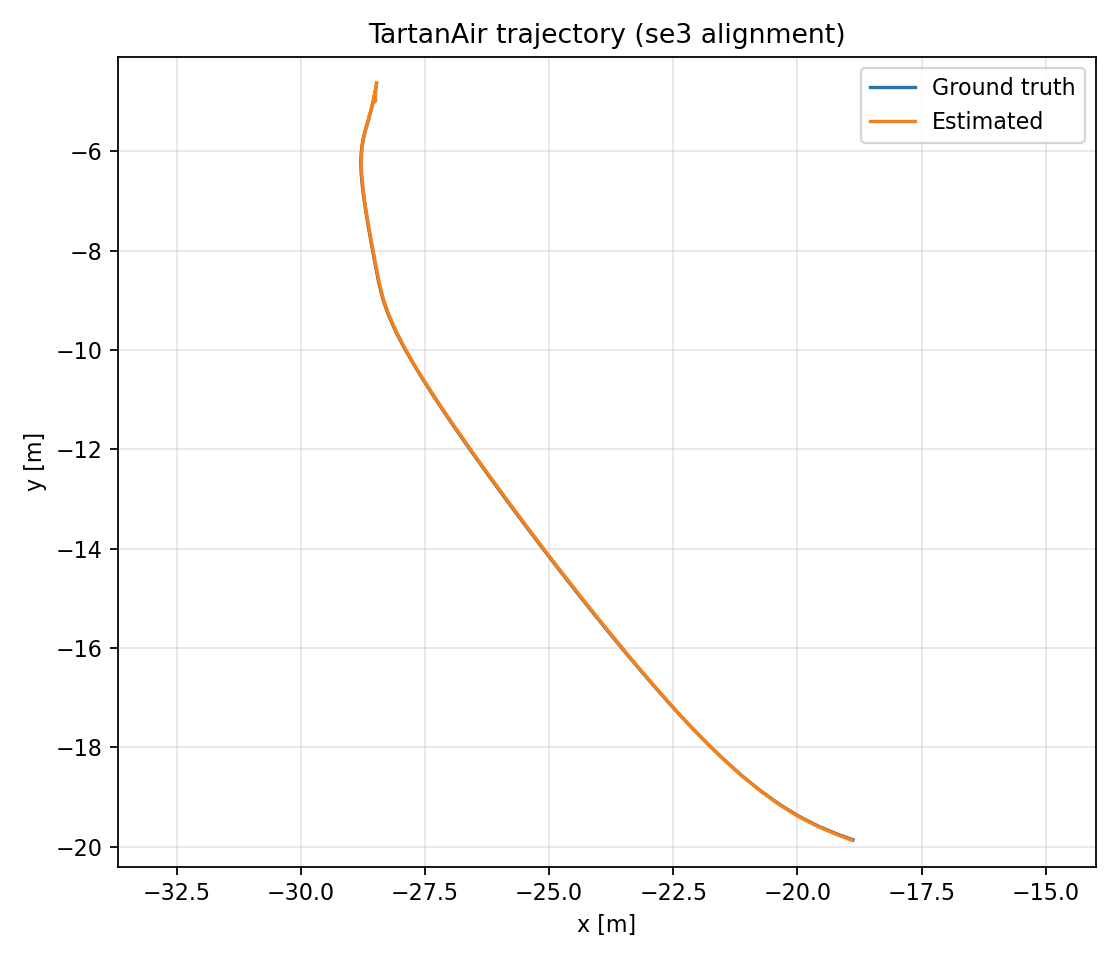 TartanAir trajectory (se3 alignment)
Ground truth
Estimated
−6
−8
−10
−12
−14
−16
−18
−20
y [m]
−32.5 −30.0 −27.5 −25.0 −22.5 −20.0 −17.5 −15.0
x [m]